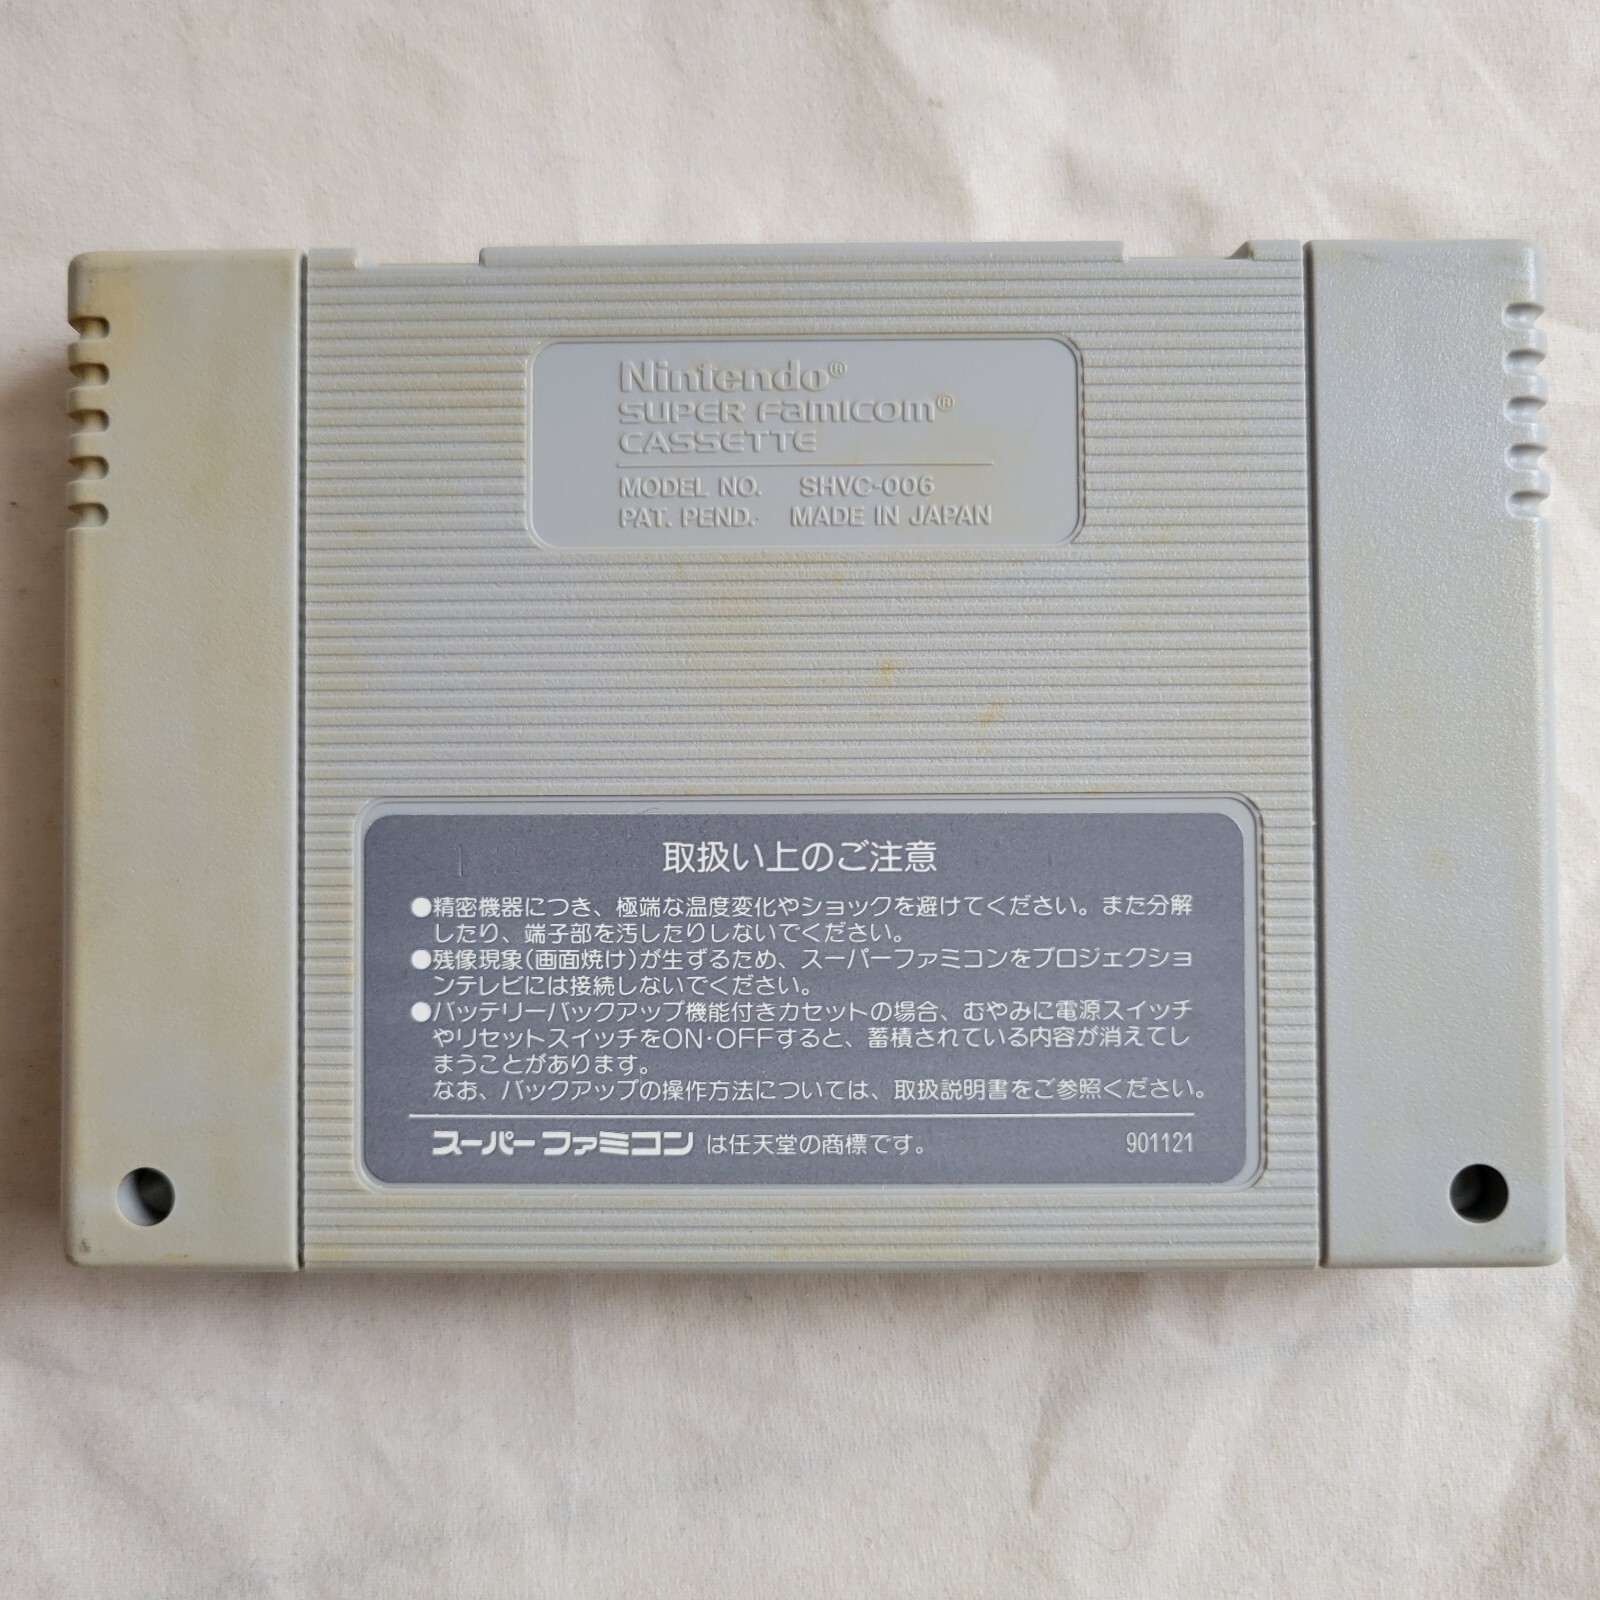 Nintendo®
SUPER Famicom®
CASSETTE
MODEL NO. SHVC-006
PAT. PEND. MADE IN JAPAN
取扱い上のご注意
●精密機器につき、極端な温度変化やショックを避けてください。また分解
したり、端子部を汚したりしないでください。
●残像現象(画面焼け)が生ずるため、スーパーファミコンをプロジェクショ
ンテレビには接続しないでください。
●バッテリーバックアップ機能付きカセットの場合、むやみに電源スイッチ
やリセットスイッチをON・OFFすると、蓄積されている内容が消えてし
まうことがあります。
なお、バックアップの操作方法については、取扱説明書をご参照ください。
スーパーファミコン は任天堂の商標です。 901121